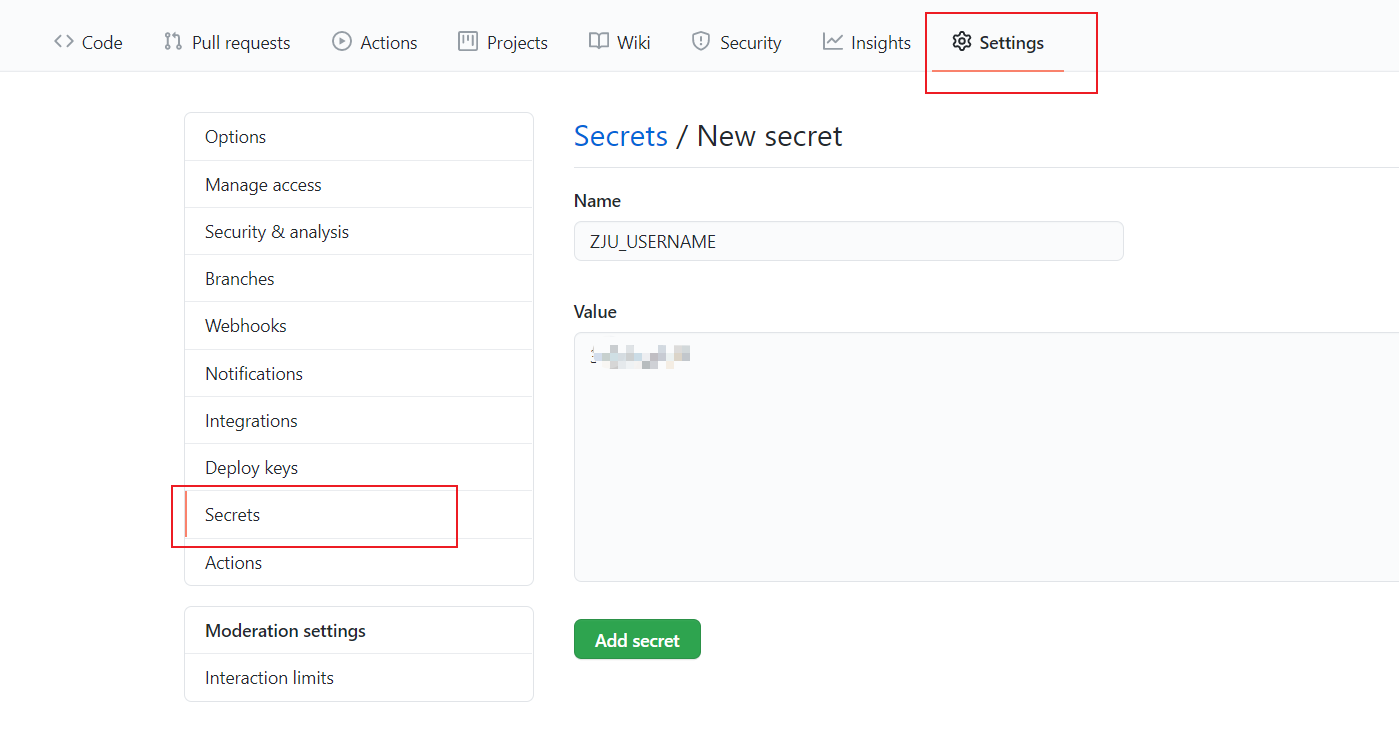 Code Pull requests Actions Projects Wiki Security Insights Settings
Options
Manage access
Security & analysis
Branches
Webhooks
Notifications
Integrations
Deploy keys
Secrets
Actions
Moderation settings
Interaction limits
Secrets / New secret
Name
ZJU_USERNAME
Value
Add secret